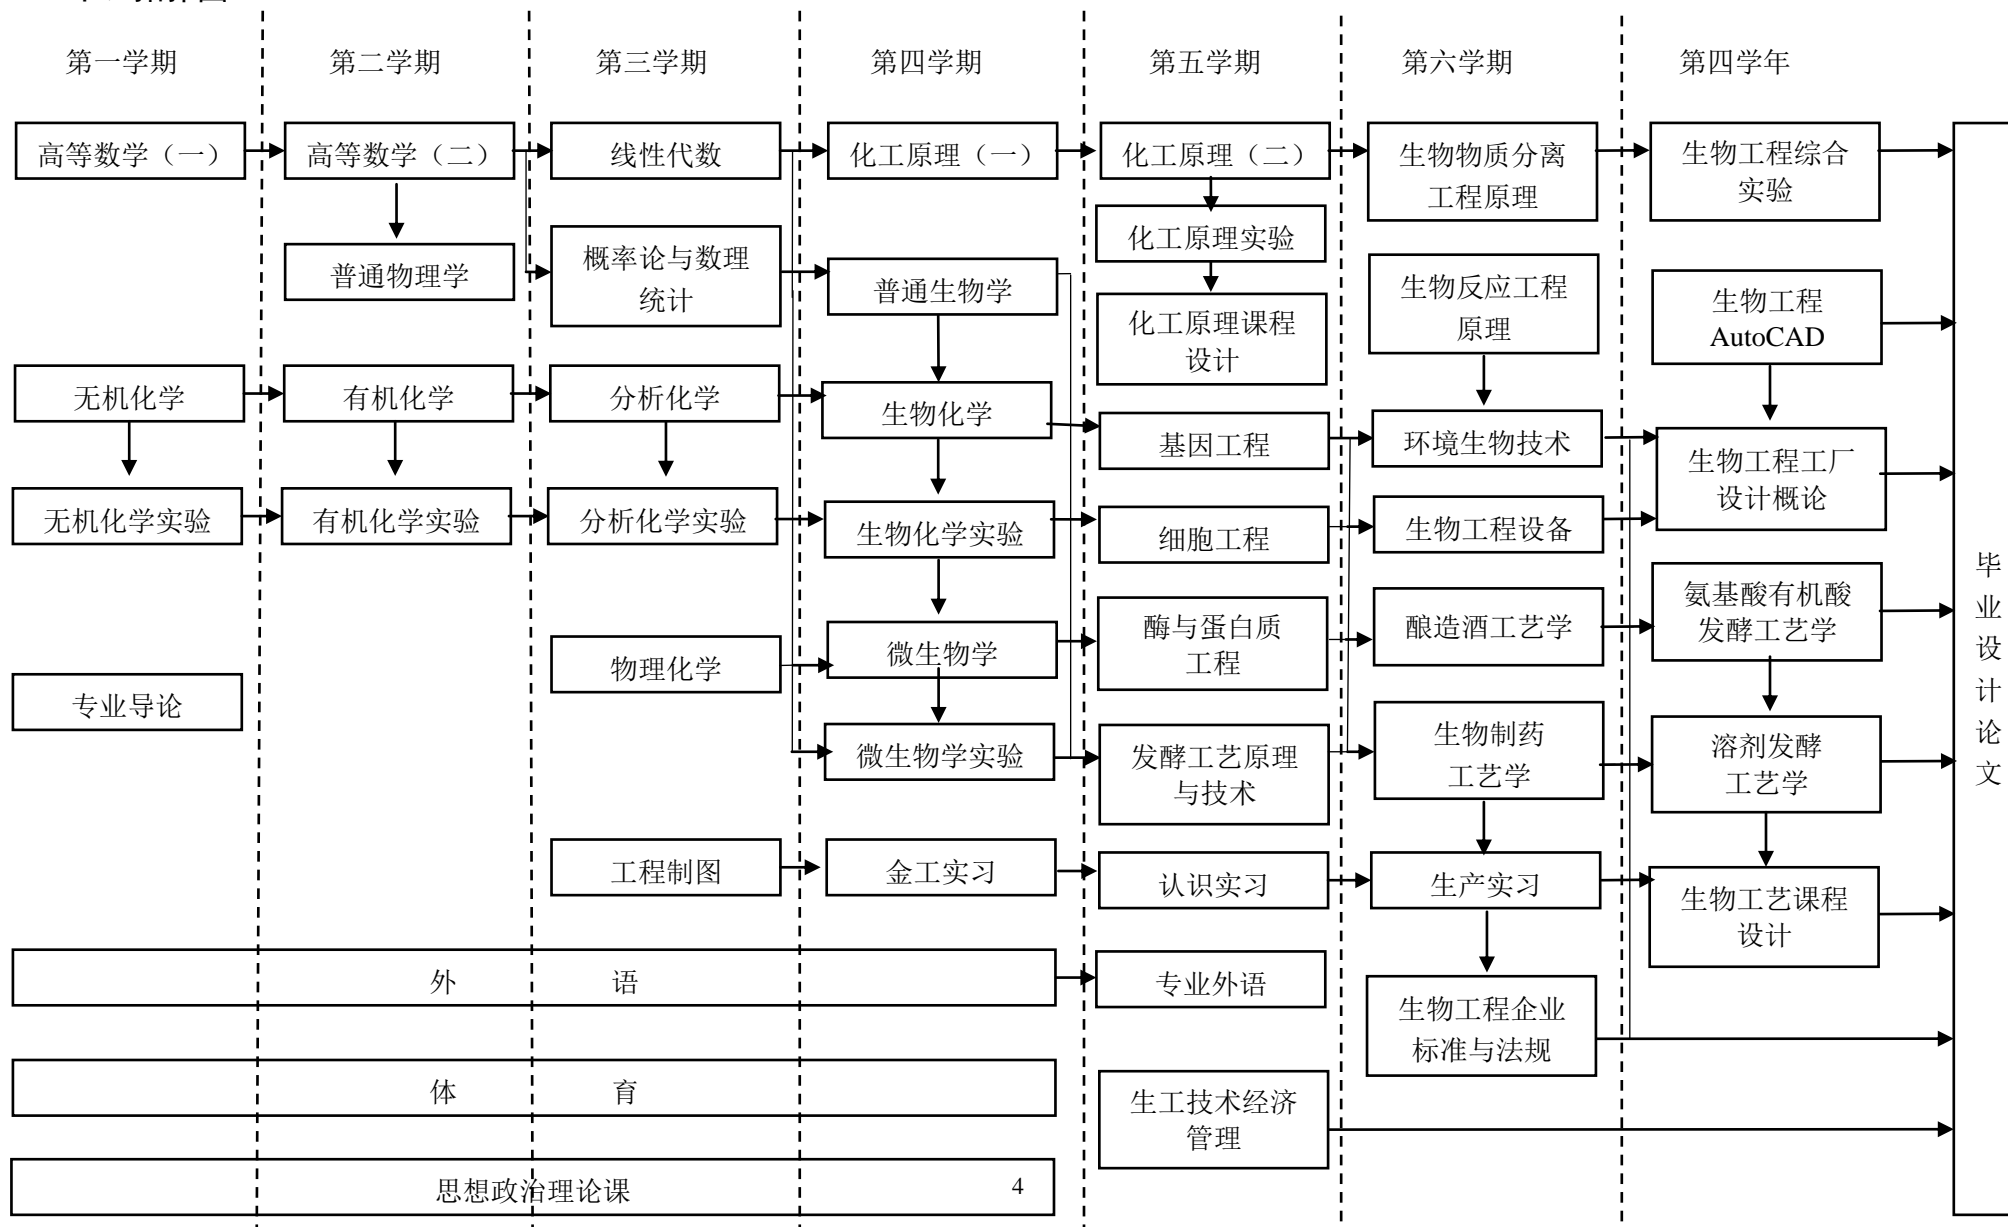 第一学期
第二学期
第三学期
第四学期
第五学期
第六学期
第四学年
高等数学（一）
高等数学（二）
线性代数
化工原理（一）
化工原理（二）
生物物质分离
工程原理
生物工程综合
实验
普通物理学
概率论与数理
统计
普通生物学
化工原理实验
化工原理课程
设计
生物反应工程
原理
生物工程
AutoCAD
无机化学
有机化学
分析化学
生物化学
基因工程
环境生物技术
生物工程工厂
设计概论
无机化学实验
有机化学实验
分析化学实验
生物化学实验
细胞工程
生物工程设备
物理化学
微生物学
酶与蛋白质
工程
酿造酒工艺学
氨基酸有机酸
发酵工艺学
专业导论
微生物学实验
发酵工艺原理
与技术
生物制药
工艺学
溶剂发酵
工艺学
工程制图
金工实习
认识实习
生产实习
生物工艺课程
设计
外 语
专业外语
生物工程企业
标准与法规
体 育
生工技术经济
管理
思想政治理论课
4
毕
业
设
计
论
文